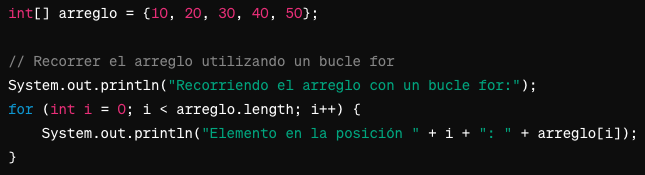 int[] arreglo = {10, 20, 30, 40, 50};
// Recorrer el arreglo utilizando un bucle for
System.out.println("Recorriendo el arreglo con un bucle for:");
for (int i = 0; i < arreglo.length; i++) {
    System.out.println("Elemento en la posición " + i + ": " + arreglo[i]);
}